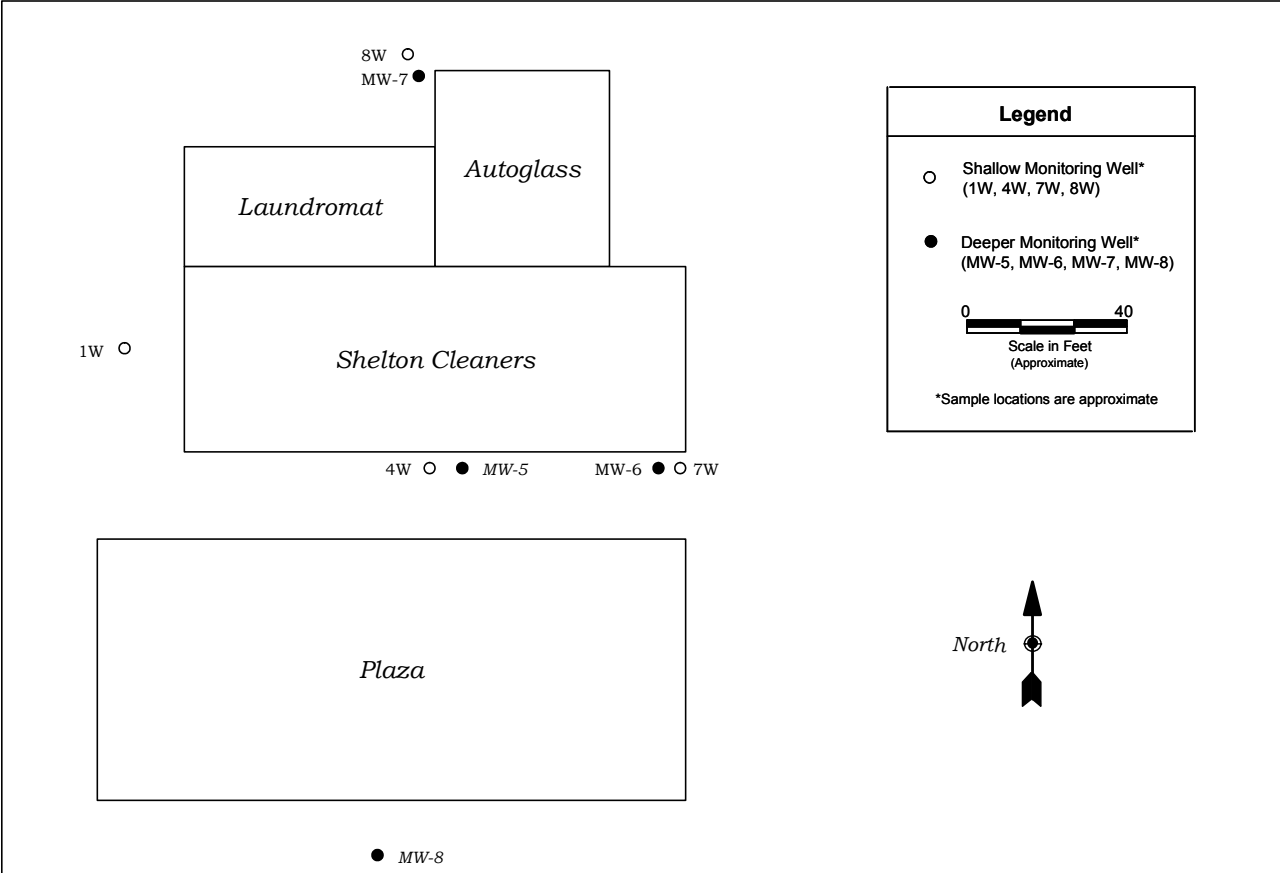 8W
MW-7
Autoglass
Laundromat
1W
Shelton Cleaners
4W
MW-5
MW-6
7W
Plaza
MW-8
Legend
Shallow Monitoring Well*
(1W, 4W, 7W, 8W)
Deeper Monitoring Well*
(MW-5, MW-6, MW-7, MW-8)
0 40
Scale in Feet
(Approximate)
*Sample locations are approximate
North